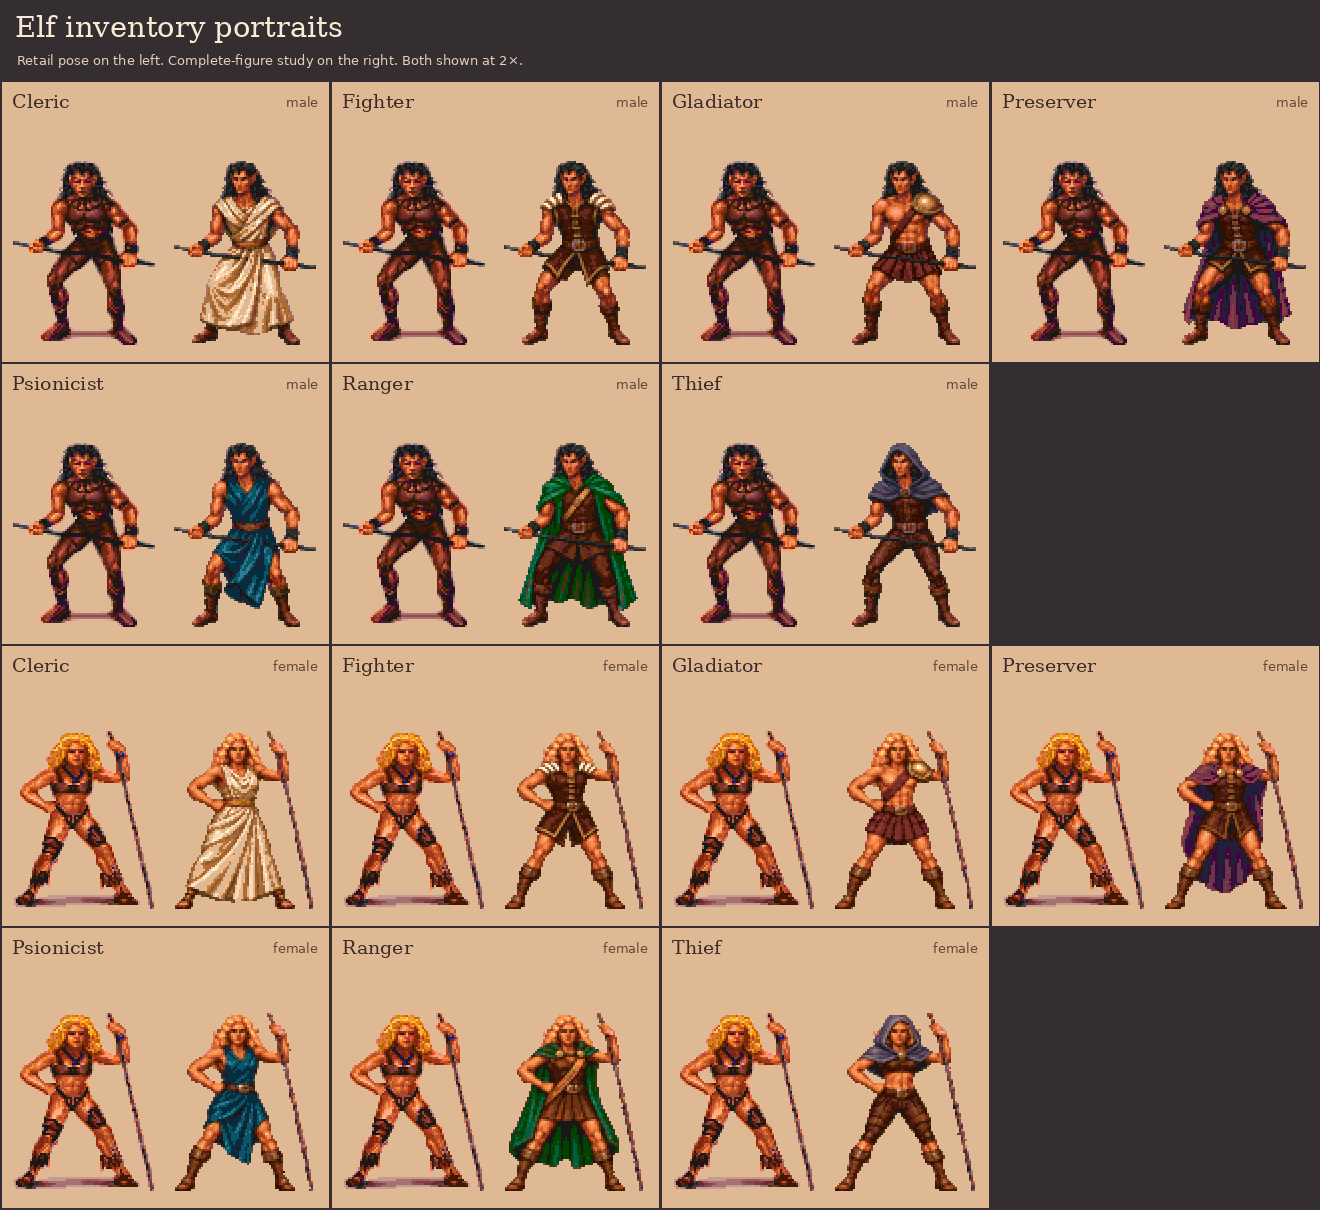 Elf inventory portraits
Retail pose on the left. Complete-figure study on the right. Both shown at 2×.
Cleric male
Fighter male
Gladiator male
Preserver male
Psionicist male
Ranger male
Thief male
Cleric female
Fighter female
Gladiator female
Preserver female
Psionicist female
Ranger female
Thief female